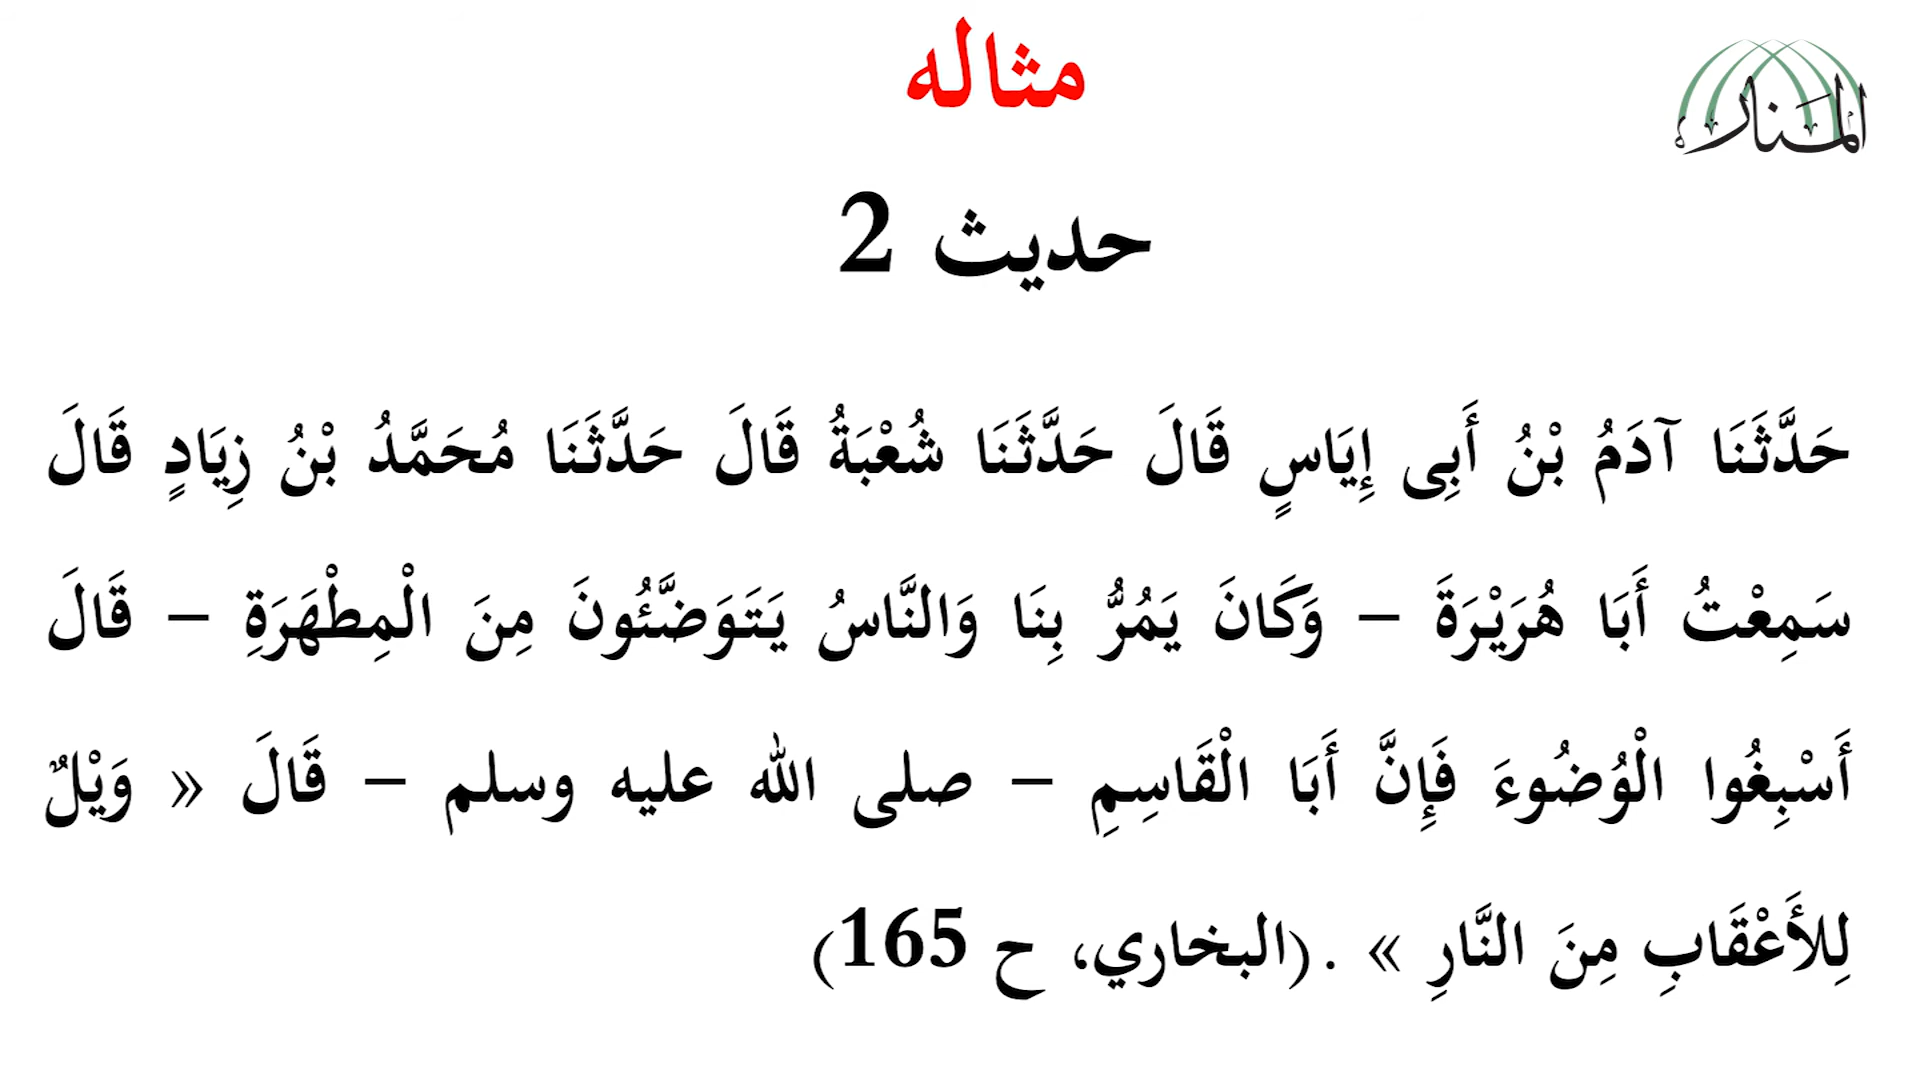 مثاله
المنارة
حديث 2
حَدَّثَنَا آدَمُ بْنُ أَبِى إِيَاسٍ قَالَ حَدَّثَنَا شُعْبَةُ قَالَ حَدَّثَنَا مُحَمَّدُ بْنُ زِيَادٍ قَالَ
سَمِعْتُ أَبَا هُرَيْرَةَ – وَكَانَ يَمُرُّ بِنَا وَالنَّاسُ يَتَوَضَّئُونَ مِنَ الْمِطْهَرَةِ – قَالَ
أَسْبِغُوا الْوُضُوءَ فَإِنَّ أَبَا الْقَاسِمِ – صلى الله عليه وسلم – قَالَ « وَيْلٌ
لِلأَعْقَابِ مِنَ النَّارِ » .(البخاري، ح 165)